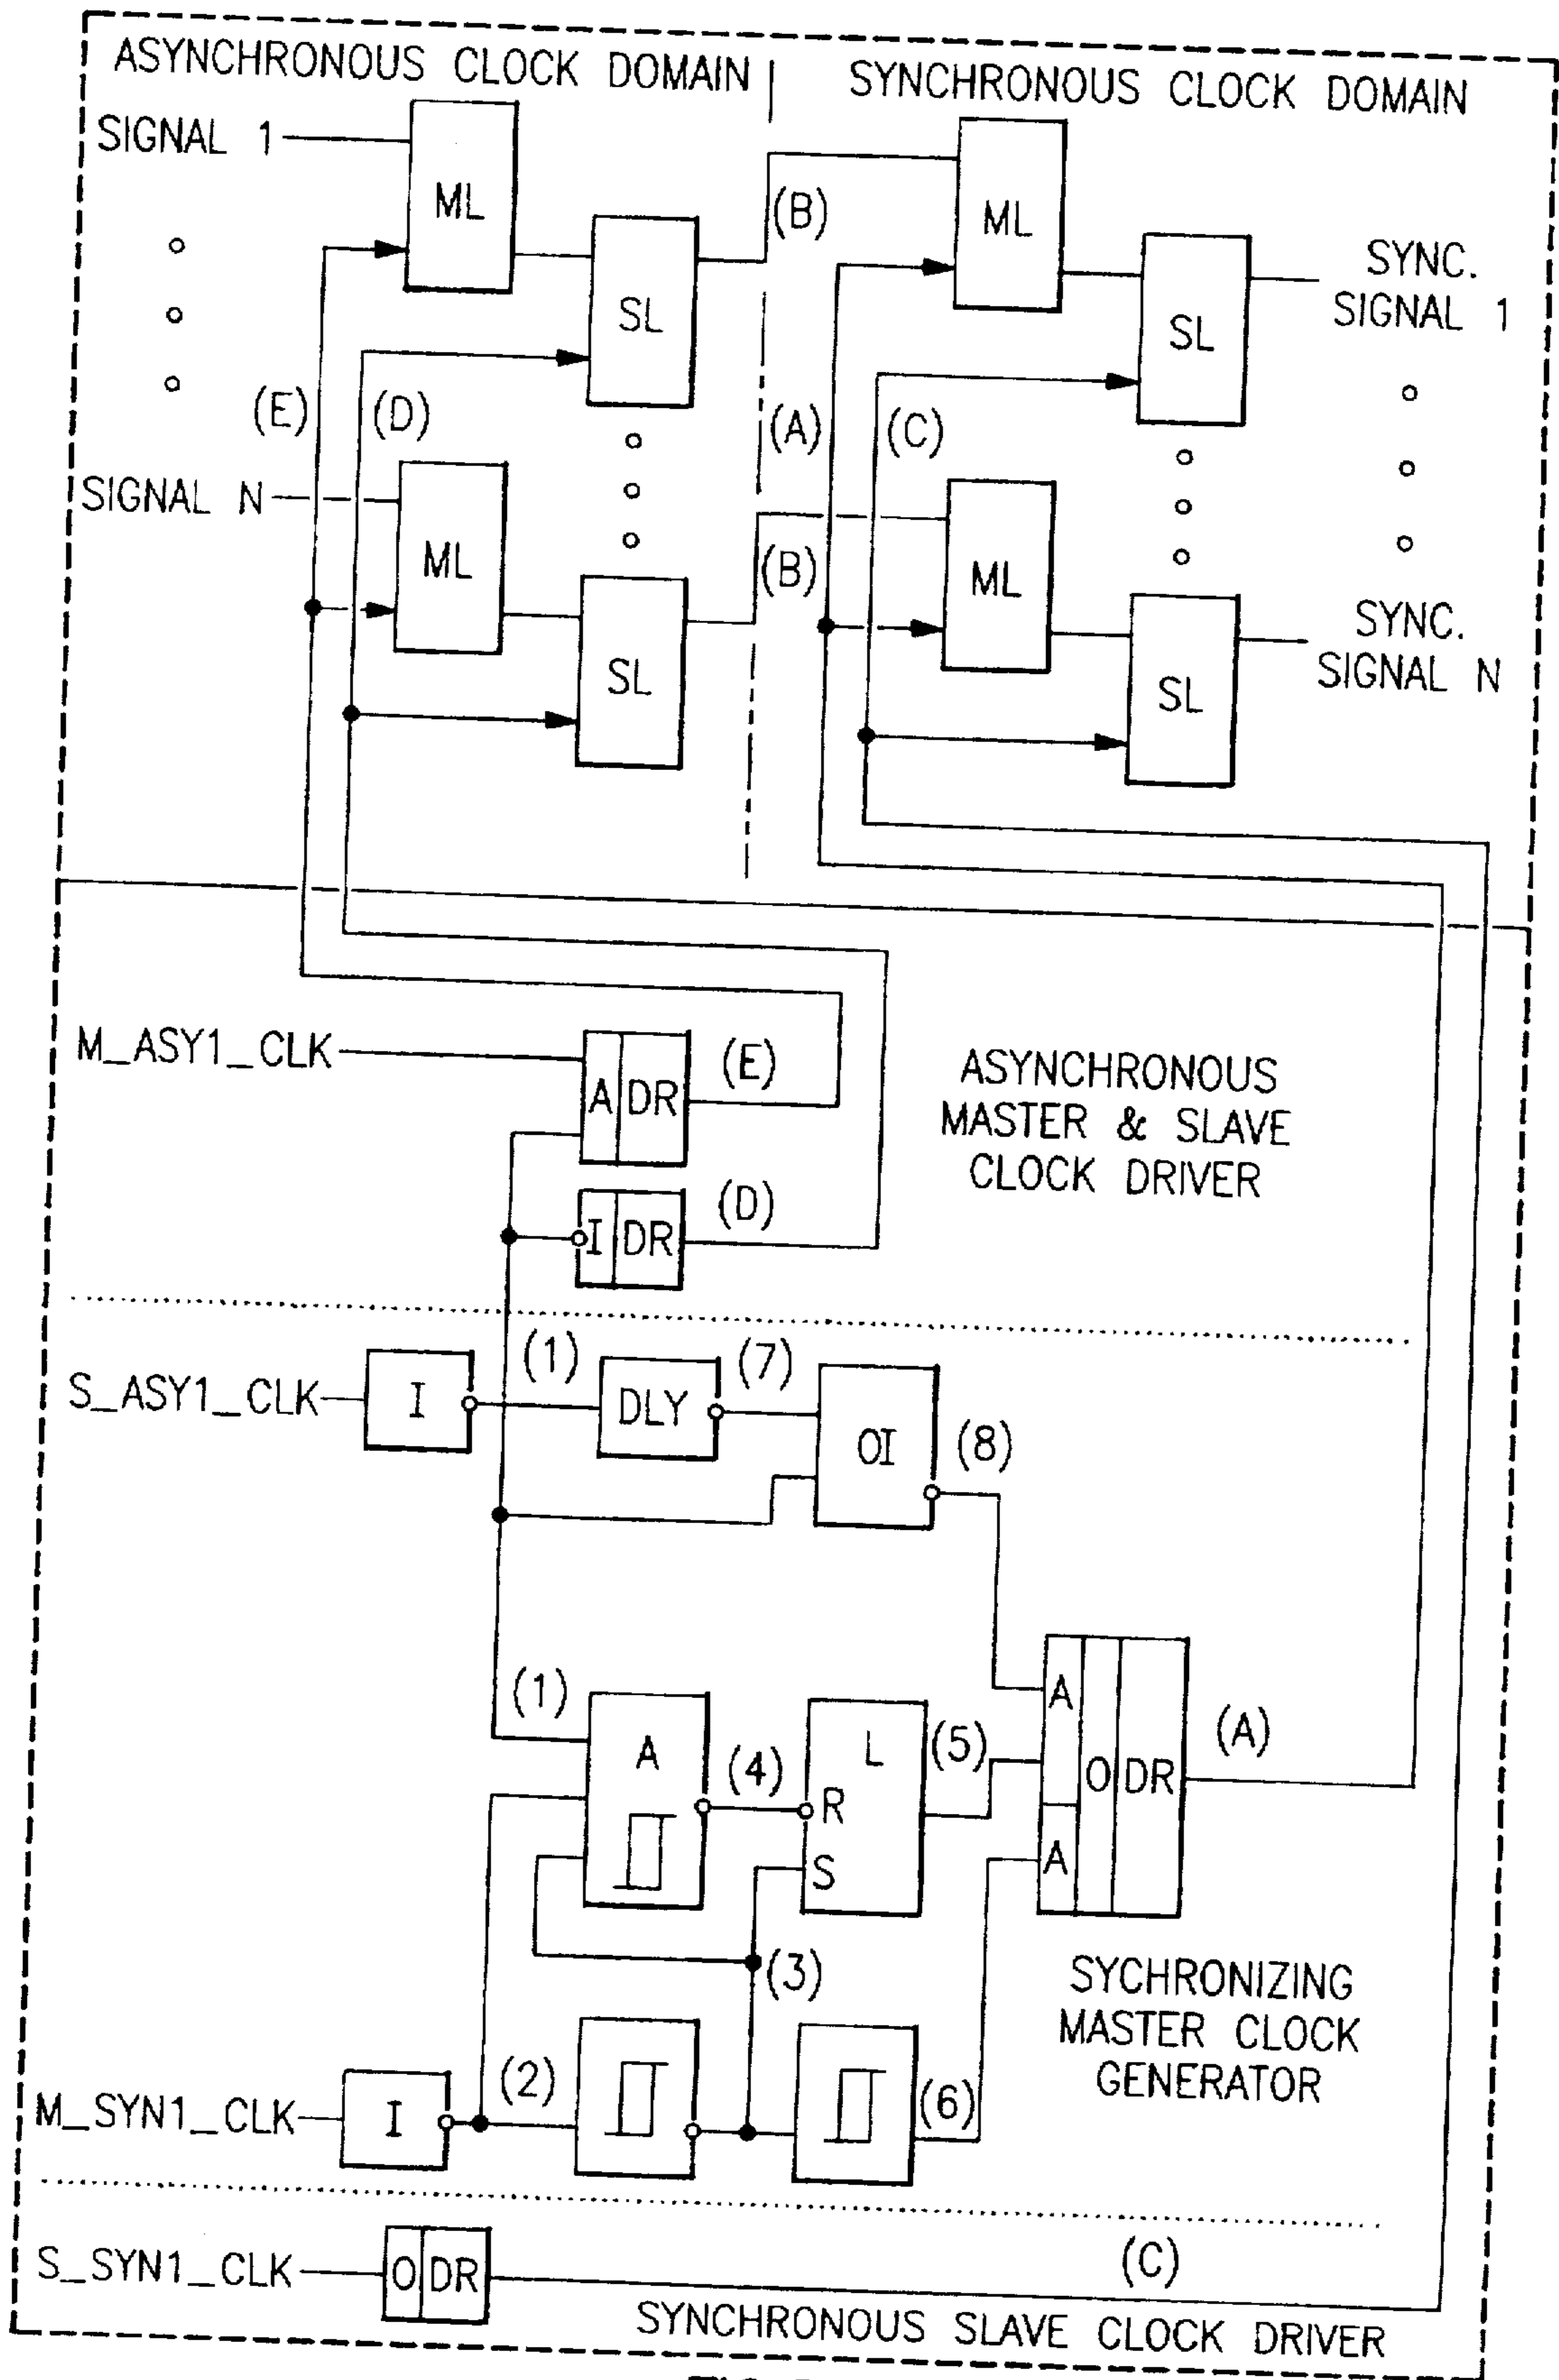 ASYNCHRONOUS CLOCK DOMAIN
SYNCHRONOUS CLOCK DOMAIN
SIGNAL 1
ML
SL
(B)
ML
SL
SYNC.
SIGNAL 1
(E)
(D)
(A)
(C)
SIGNAL N
ML
SL
(B)
ML
SL
SYNC.
SIGNAL N
M_ASY1_CLK
A
DR
(E)
ASYNCHRONOUS
MASTER & SLAVE
CLOCK DRIVER
I
DR
(D)
S_ASY1_CLK
I
(1)
DLY
(7)
OI
(8)
(1)
A
(4)
L
R
S
(5)
A
O
DR
A
(A)
(3)
SYCHRONIZING
MASTER CLOCK
GENERATOR
M_SYN1_CLK
I
(2)
(6)
S_SYN1_CLK
O
DR
(C)
SYNCHRONOUS SLAVE CLOCK DRIVER